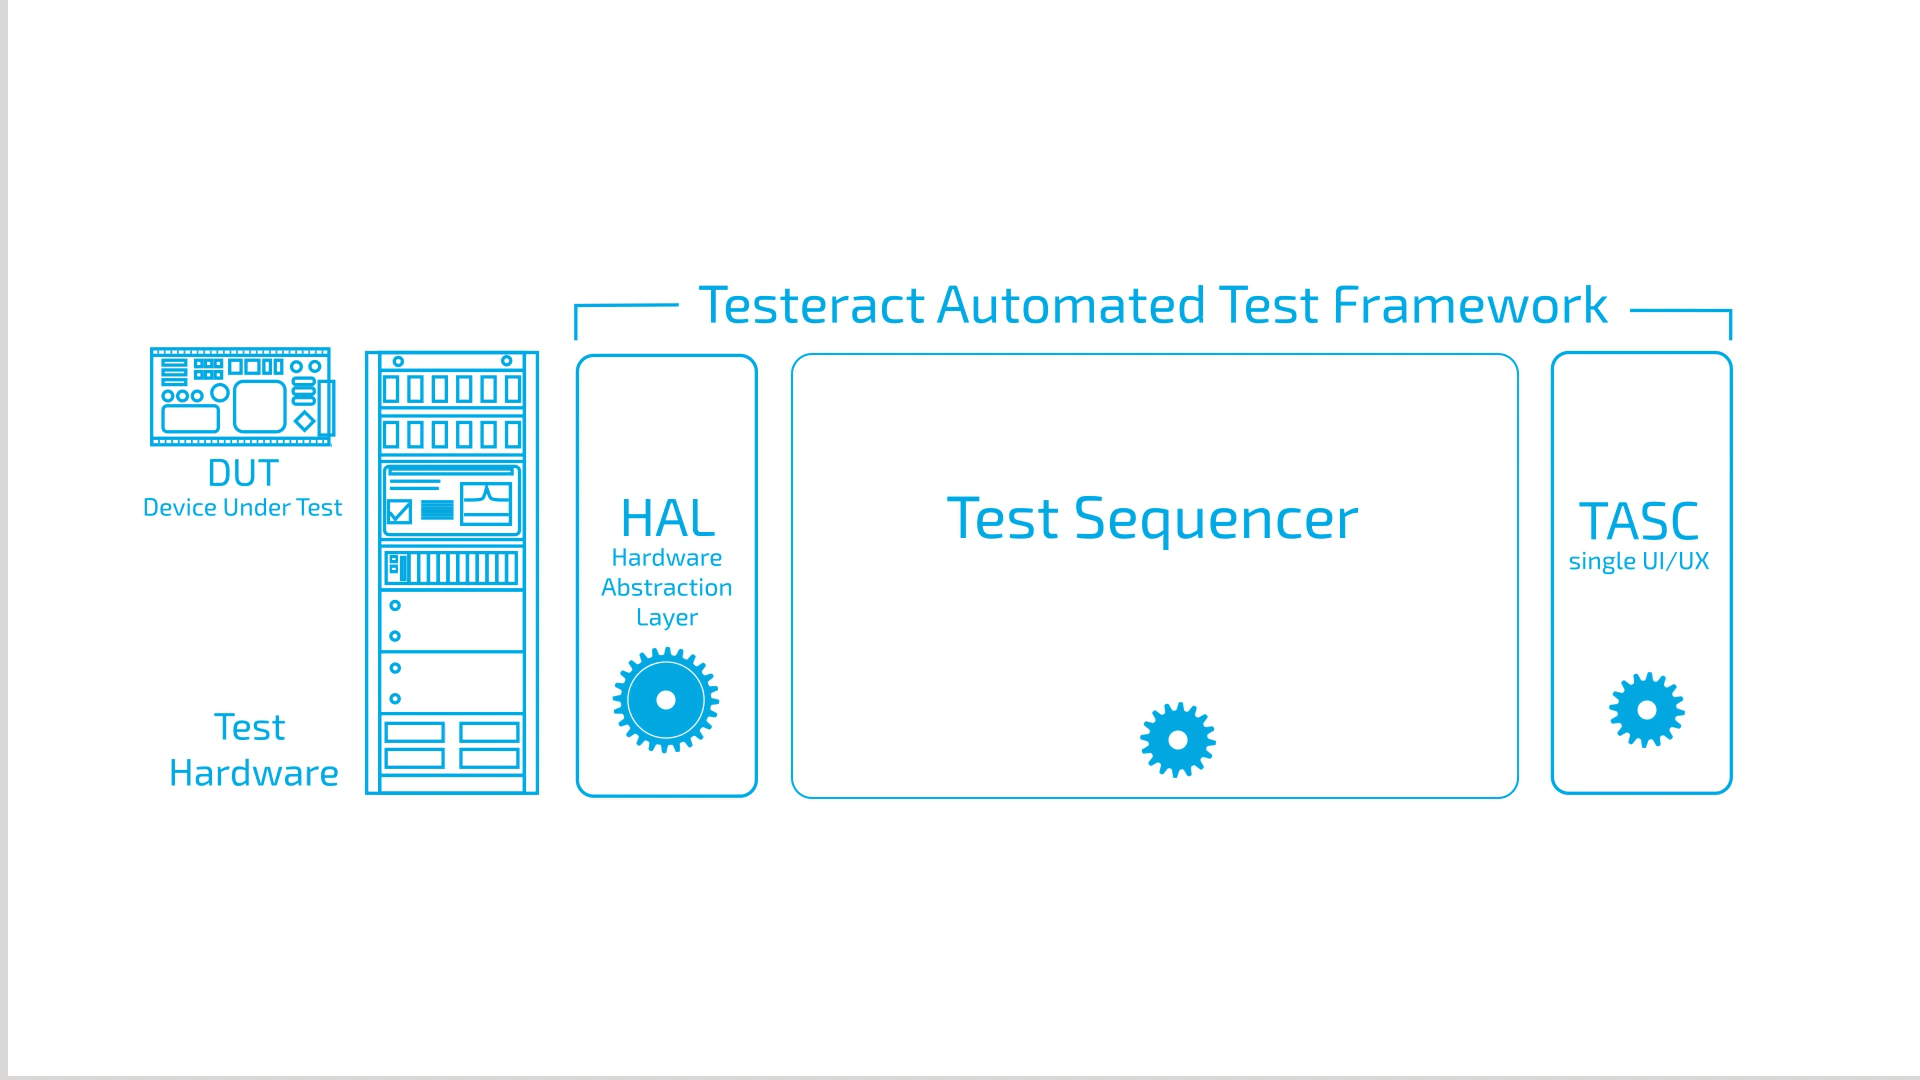 Testeract Automated Test Framework
DUT
Device Under Test
Test
Hardware
HAL
Hardware
Abstraction
Layer
Test Sequencer
TASC
single UI/UX